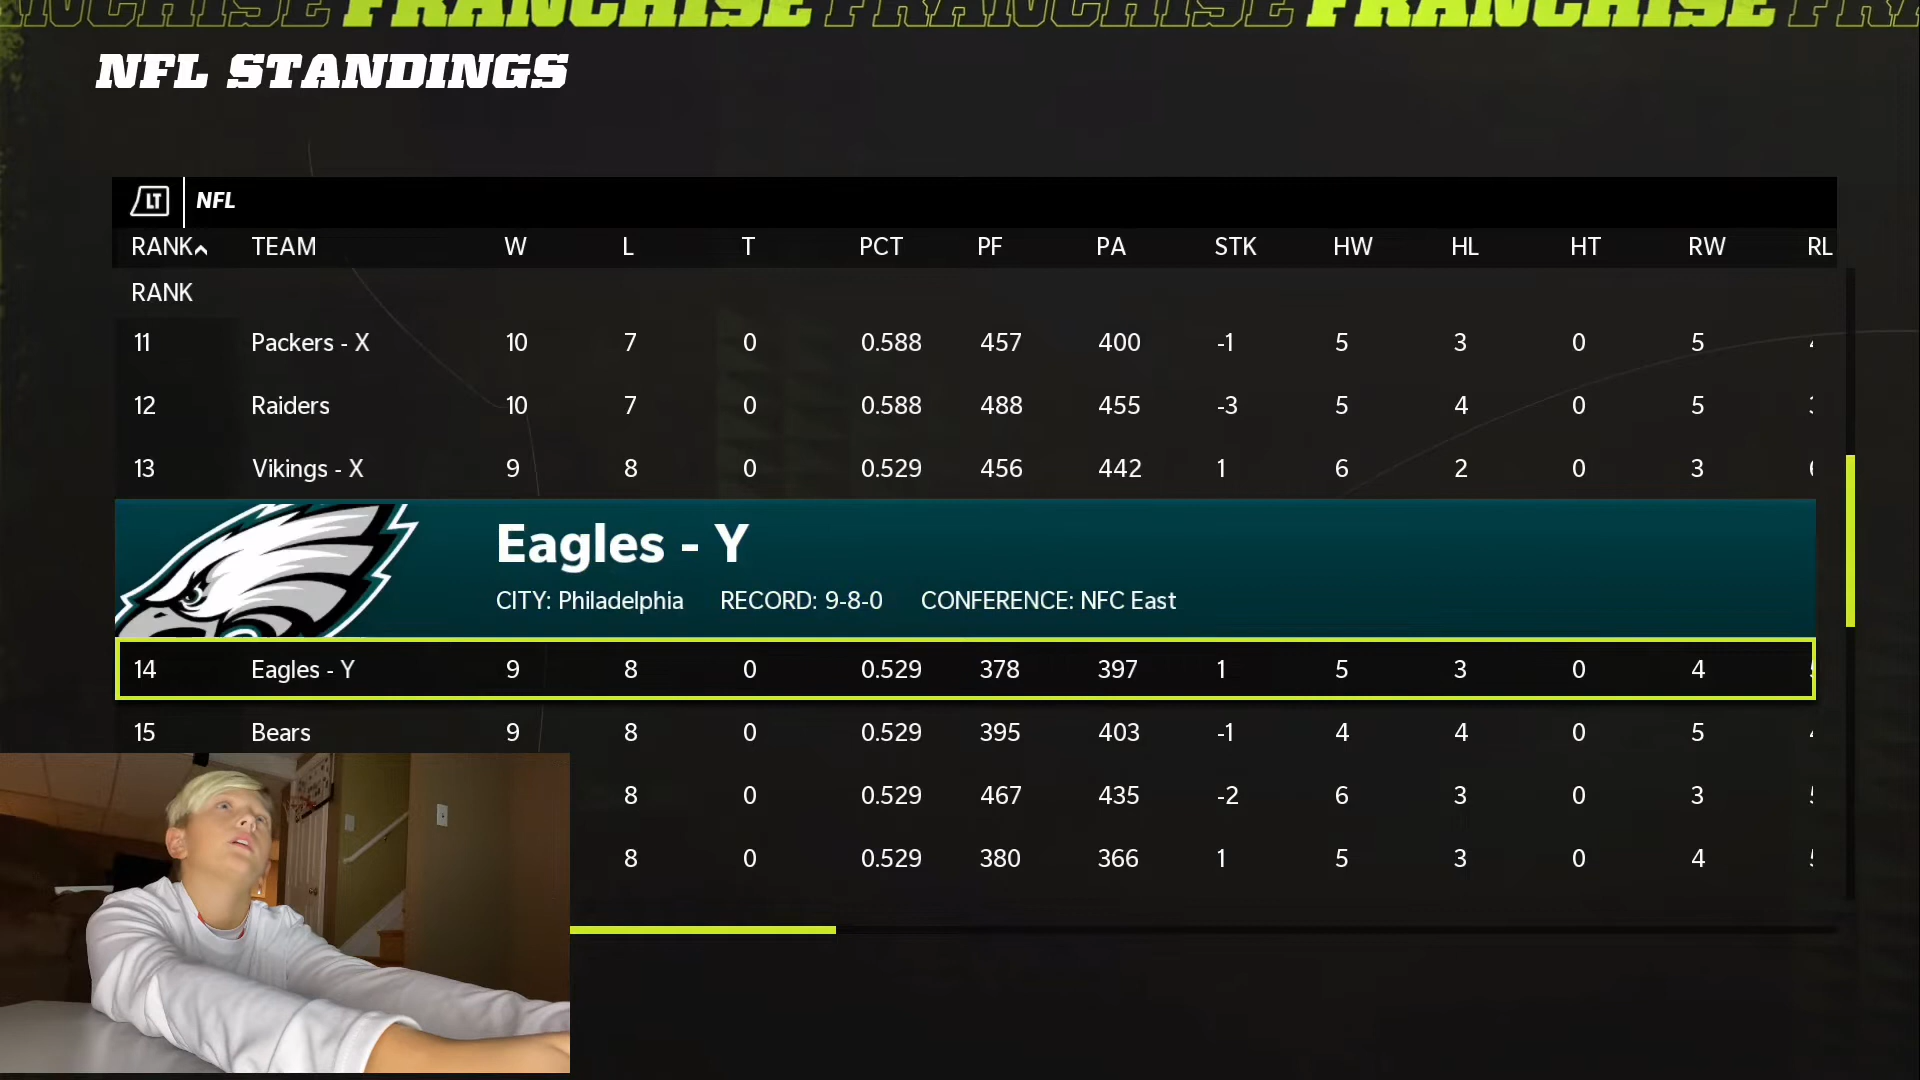 FRANCHISE FRANCHISE FRANCHISE FRANCHISE
NFL STANDINGS
LT NFL
RANK TEAM W L T PCT PF PA STK HW HL HT RW RL
RANK
11 Packers - X 10 7 0 0.588 457 400 -1 5 3 0 5
12 Raiders 10 7 0 0.588 488 455 -3 5 4 0 5
13 Vikings - X 9 8 0 0.529 456 442 1 6 2 0 3
Eagles - Y
CITY: Philadelphia RECORD: 9-8-0 CONFERENCE: NFC East
14 Eagles - Y 9 8 0 0.529 378 397 1 5 3 0 4
15 Bears 9 8 0 0.529 395 403 -1 4 4 0 5
8 0 0.529 467 435 -2 6 3 0 3
8 0 0.529 380 366 1 5 3 0 4